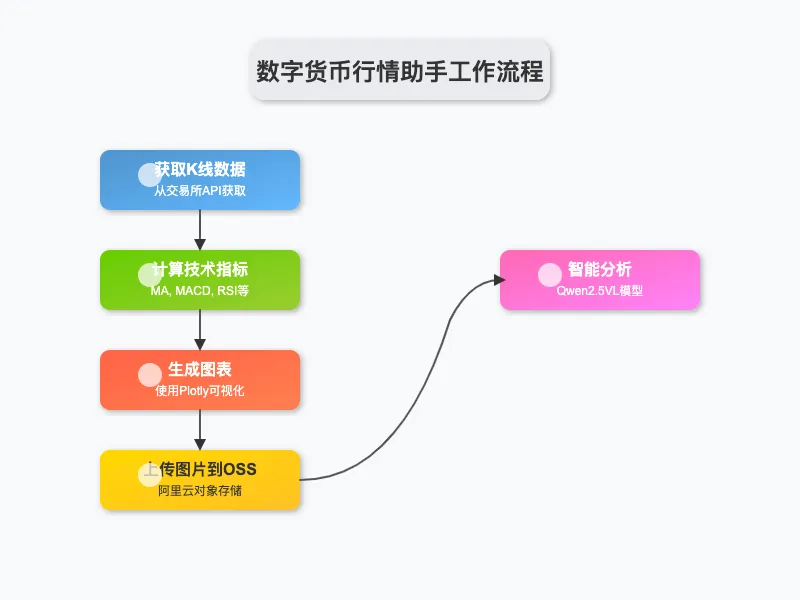 数字货币行情助手工作流程
获取K线数据
从交易所API获取
计算技术指标
MA, MACD, RSI等
生成图表
使用Plotly可视化
上传图片到OSS
阿里云对象存储
智能分析
Qwen2.5VL模型